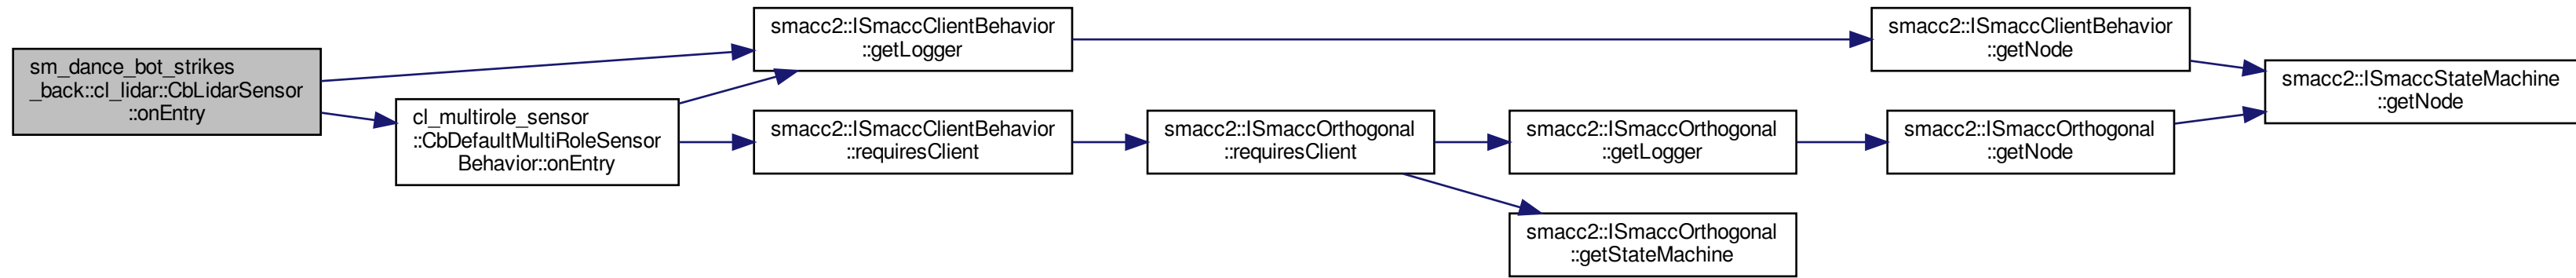 sm_dance_bot_strikes
_back::cl_lidar::CbLidarSensor
::onEntry
cl_multirole_sensor
::CbDefaultMultiRoleSensor
Behavior::onEntry
smacc2::ISmaccClientBehavior
::getLogger
smacc2::ISmaccClientBehavior
::requiresClient
smacc2::ISmaccOrthogonal
::requiresClient
smacc2::ISmaccOrthogonal
::getLogger
smacc2::ISmaccOrthogonal
::getStateMachine
smacc2::ISmaccClientBehavior
::getNode
smacc2::ISmaccOrthogonal
::getNode
smacc2::ISmaccStateMachine
::getNode